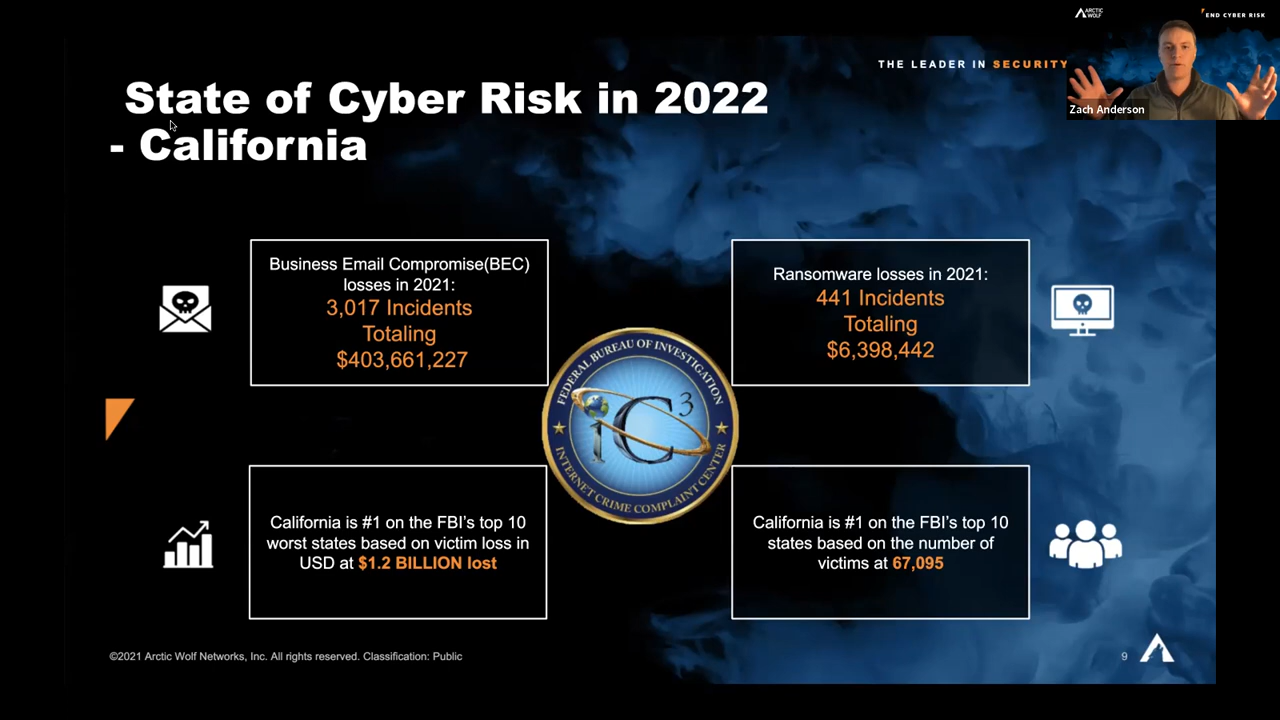 ARCTIC
WOLF
END CYBER RISK
THE LEADER IN SECURITY
Zach Anderson
State of Cyber Risk in 2022
- California
Business Email Compromise(BEC)
losses in 2021:
3,017 Incidents
Totaling
$403,661,227
Ransomware losses in 2021:
441 Incidents
Totaling
$6,398,442
FEDERAL BUREAU OF INVESTIGATION
iC3
INTERNET CRIME COMPLAINT CENTER
California is #1 on the FBI's top 10
worst states based on victim loss in
USD at $1.2 BILLION lost
California is #1 on the FBI's top 10
states based on the number of
victims at 67,095
©2021 Arctic Wolf Networks, Inc. All rights reserved. Classification: Public
9